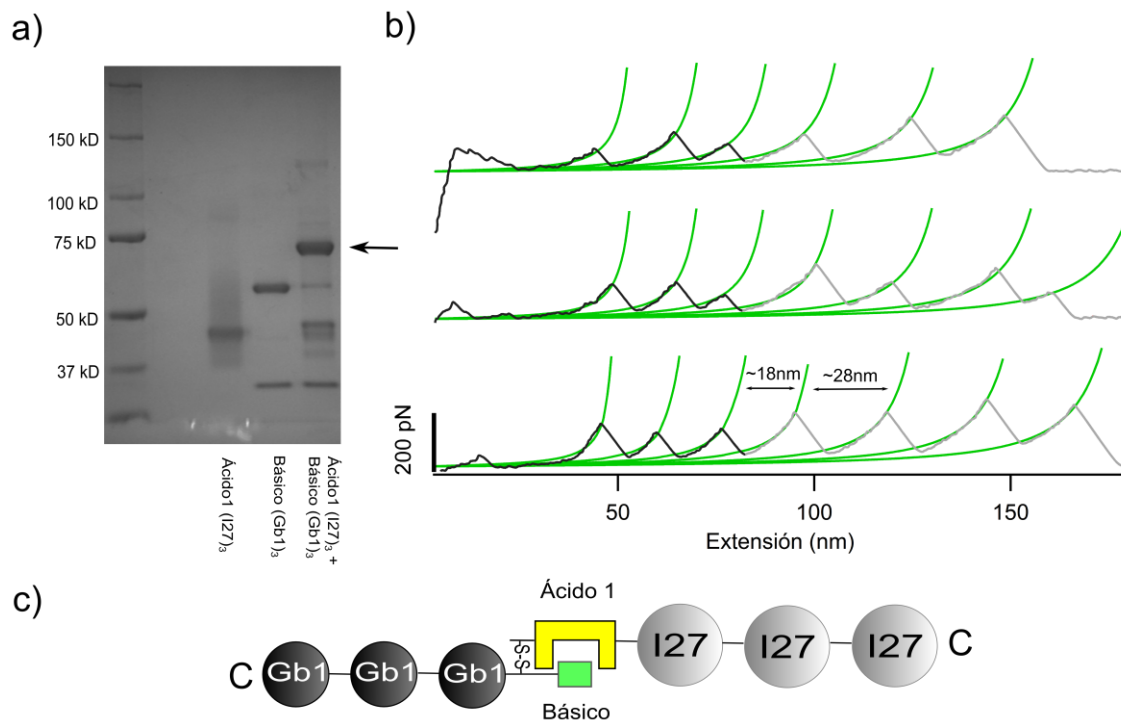 a)
150 kD
100 kD
75 kD
50 kD
37 kD
Ácido1 (I27)₃
Básico (Gb1)₃
Ácido1 (I27)₃ +
Básico (Gb1)₃
b)
~18nm
~28nm
200 pN
50
100
150
Extensión (nm)
c)
Ácido 1
C
Gb1
Gb1
Gb1
S-S
I27
I27
I27
C
Básico